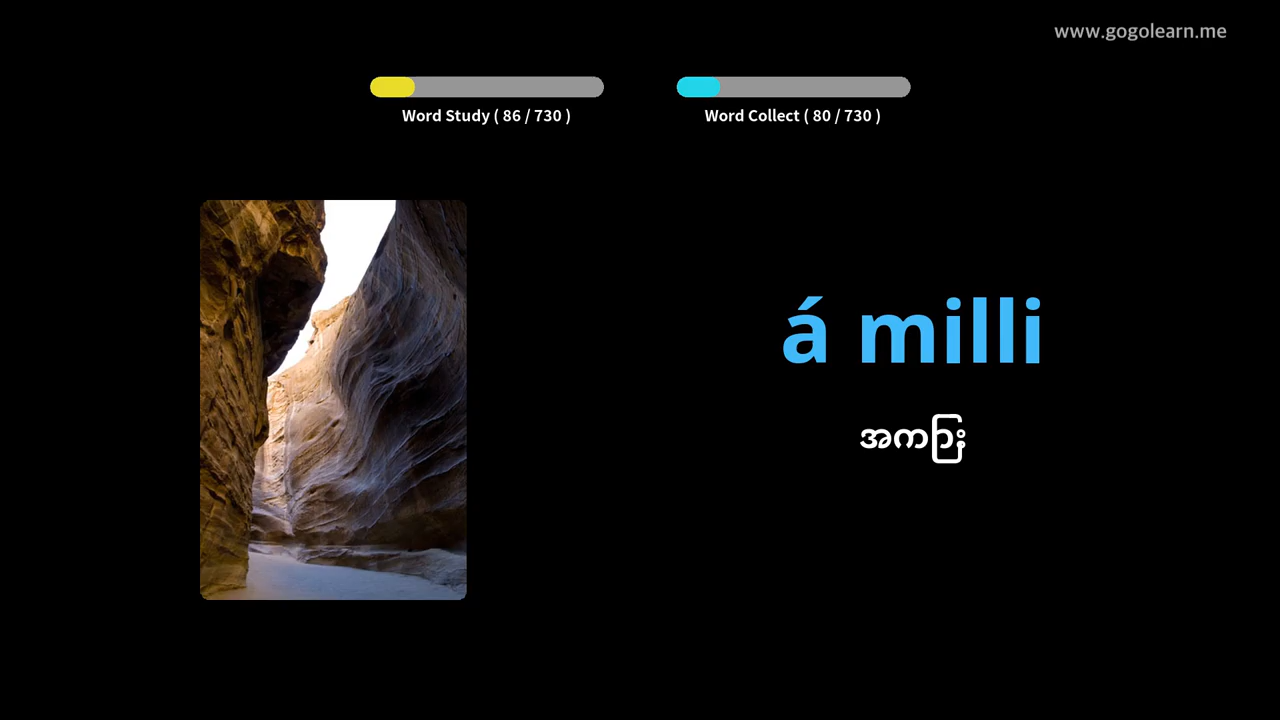 www.gogolearn.me
Word Study ( 86 / 730 )
Word Collect ( 80 / 730 )
á milli
အကြား